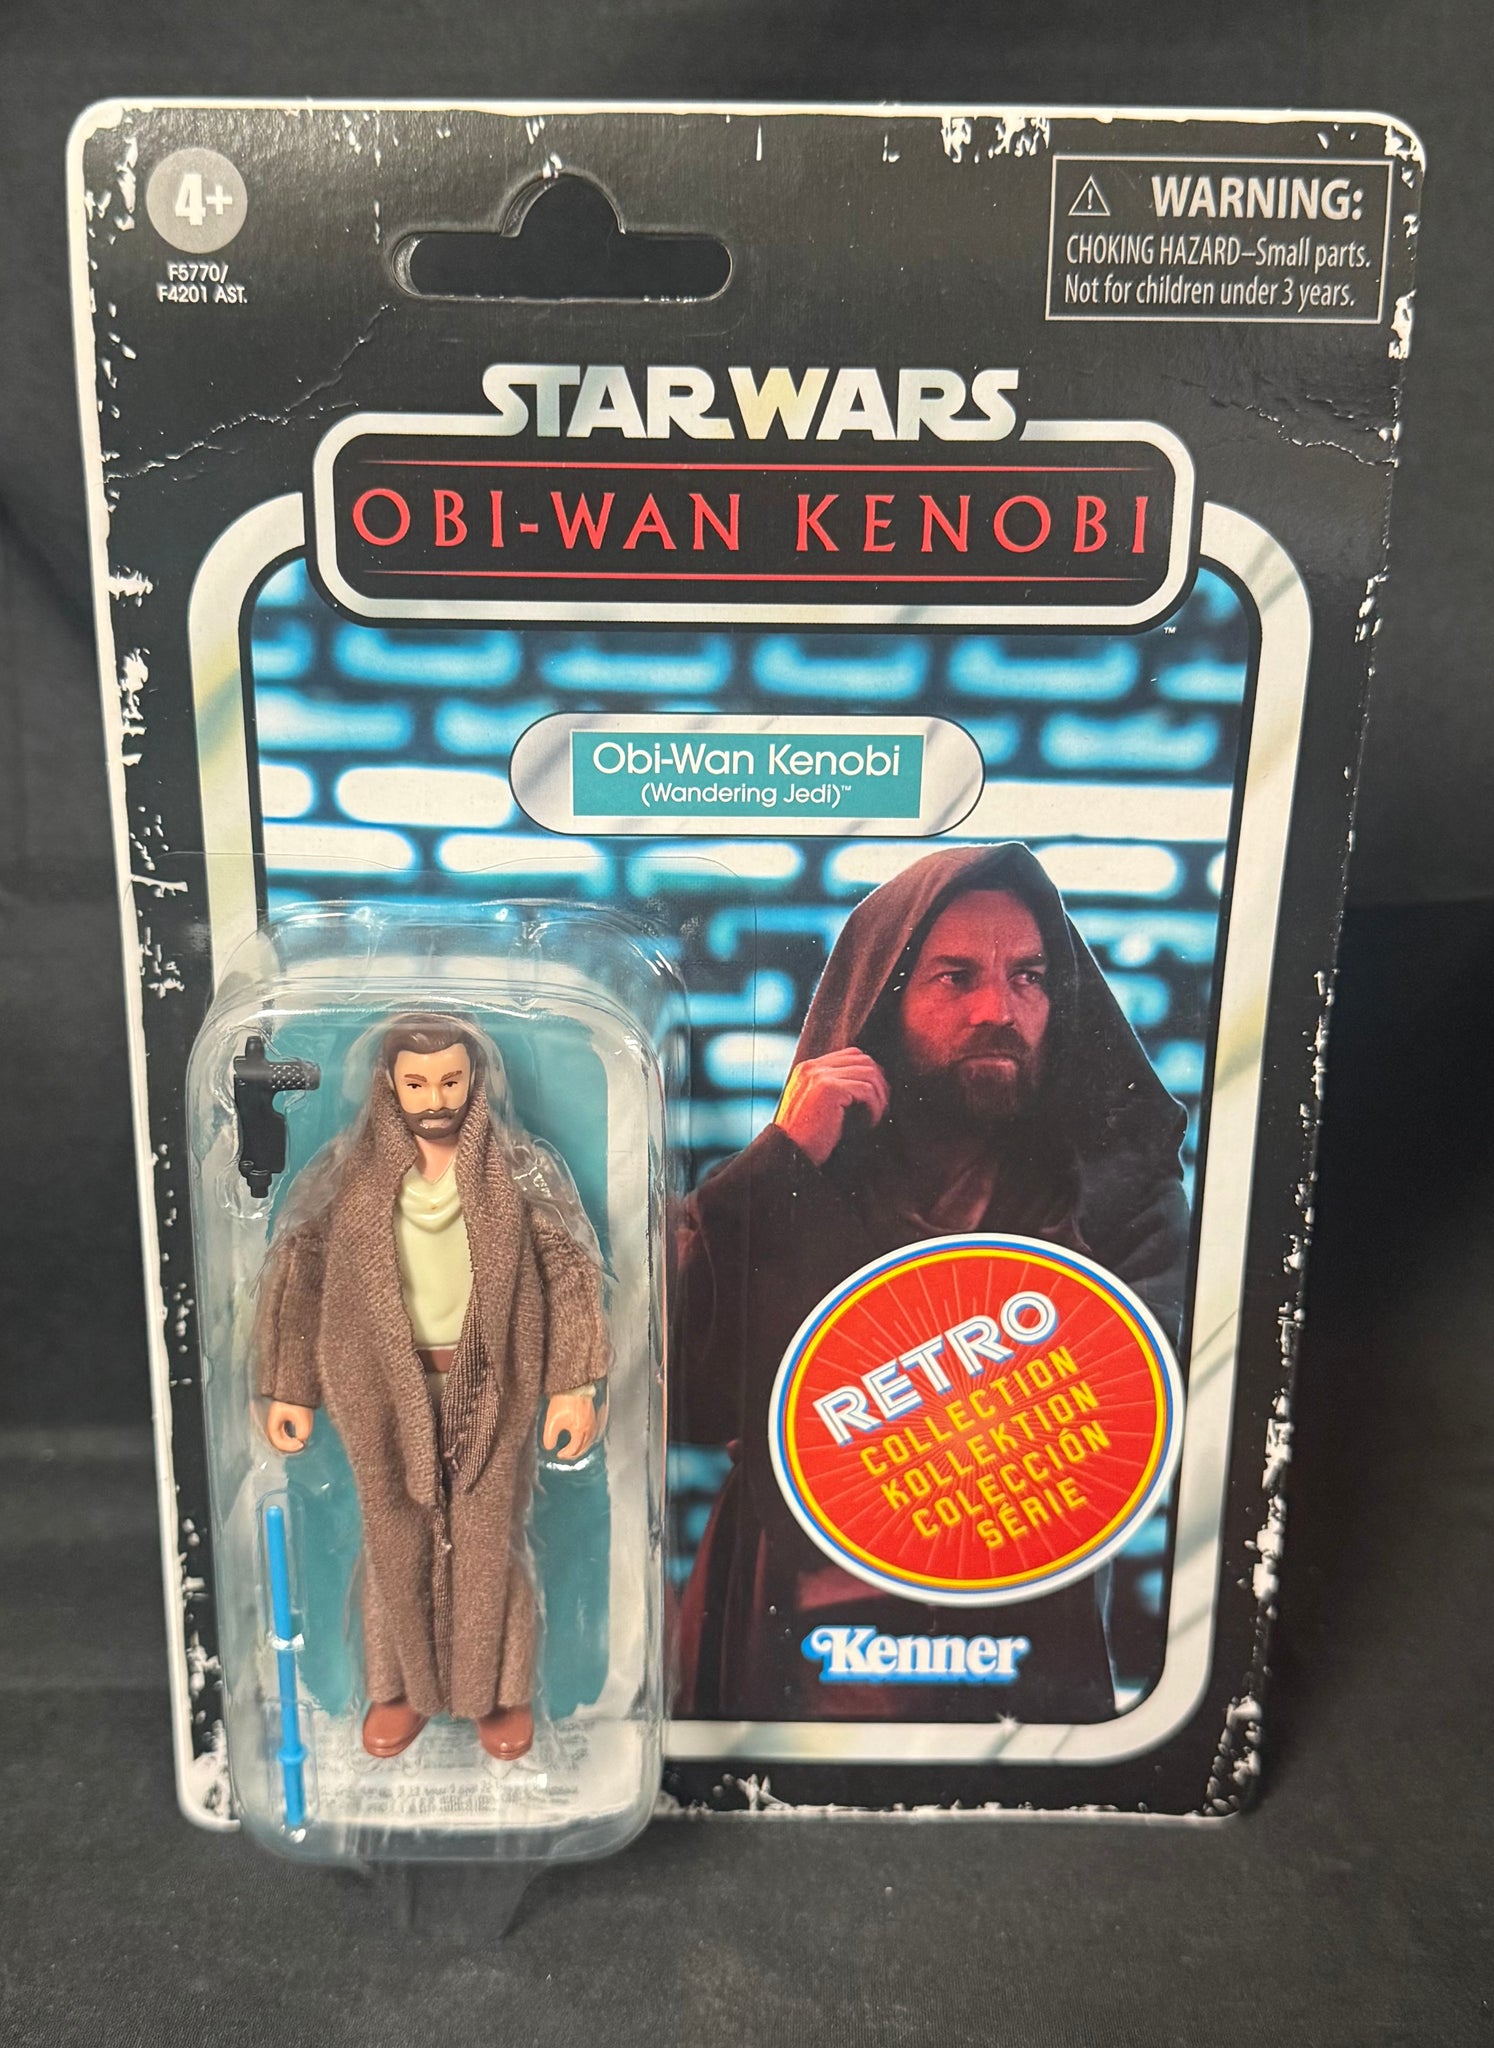 4+
F5770/
F4201 AST.
WARNING:
CHOKING HAZARD–Small parts.
Not for children under 3 years.
STAR WARS
OBI-WAN KENOBI
TM
Obi-Wan Kenobi
(Wandering Jedi)™
RETRO
COLLECTION
KOLLEKTION
COLECCIÓN
SÉRIE
Kenner